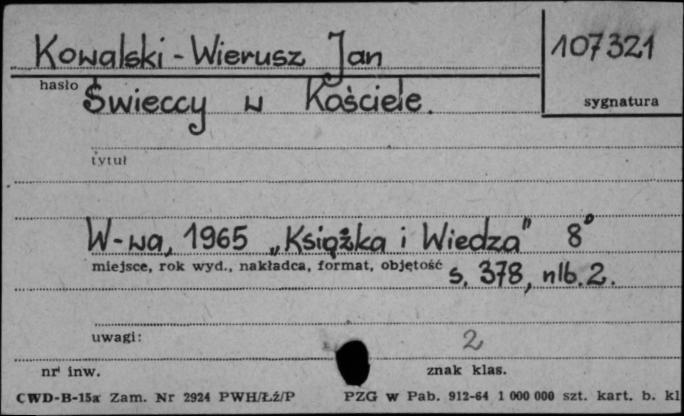 Kowalski-Wierusz Jan
107321
hasło
Świeccy w Kościele.
sygnatura
tytuł
W-wa, 1965 „Książka i Wiedza" 8°
miejsce, rok wyd., nakładca, format, objętość
s. 378, nlb. 2.
uwagi:
2
nr inw.
znak klas.
CWD-B-15a Zam. Nr 2924 PWH/Łź/P PZG w Pab. 912-64 1 000 000 szt. kart. b. kl